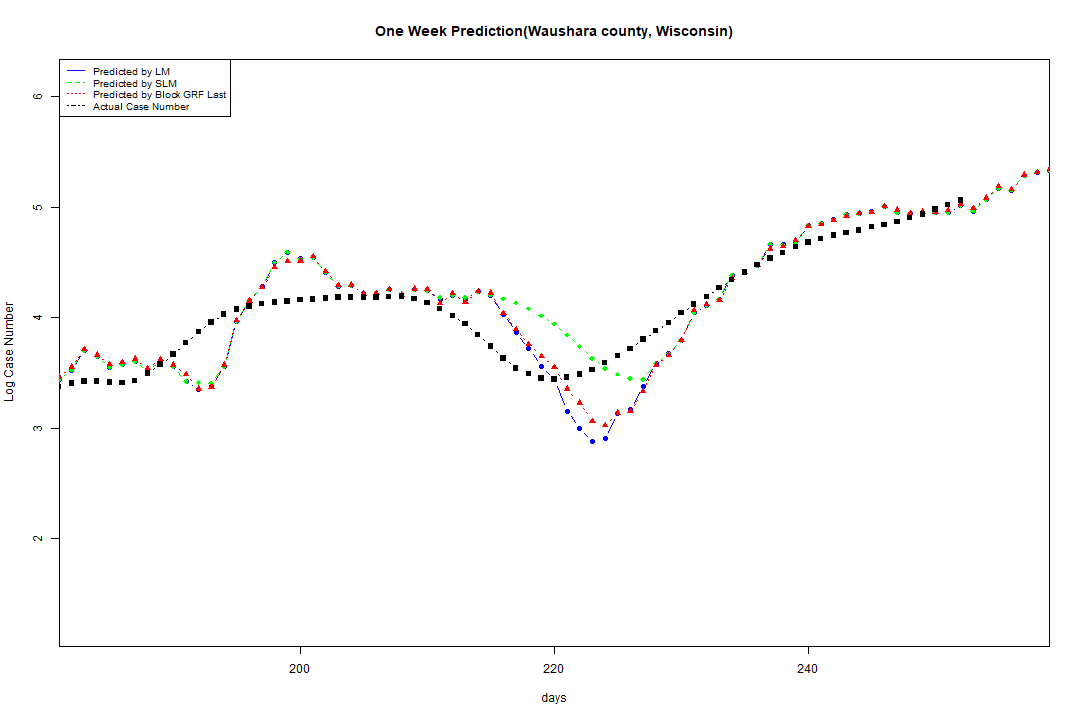 One Week Prediction(Waushara county, Wisconsin)
Predicted by LM
Predicted by SLM
Predicted by Block GRF Last
Actual Case Number
6
5
4
3
2
Log Case Number
200 220 240
days